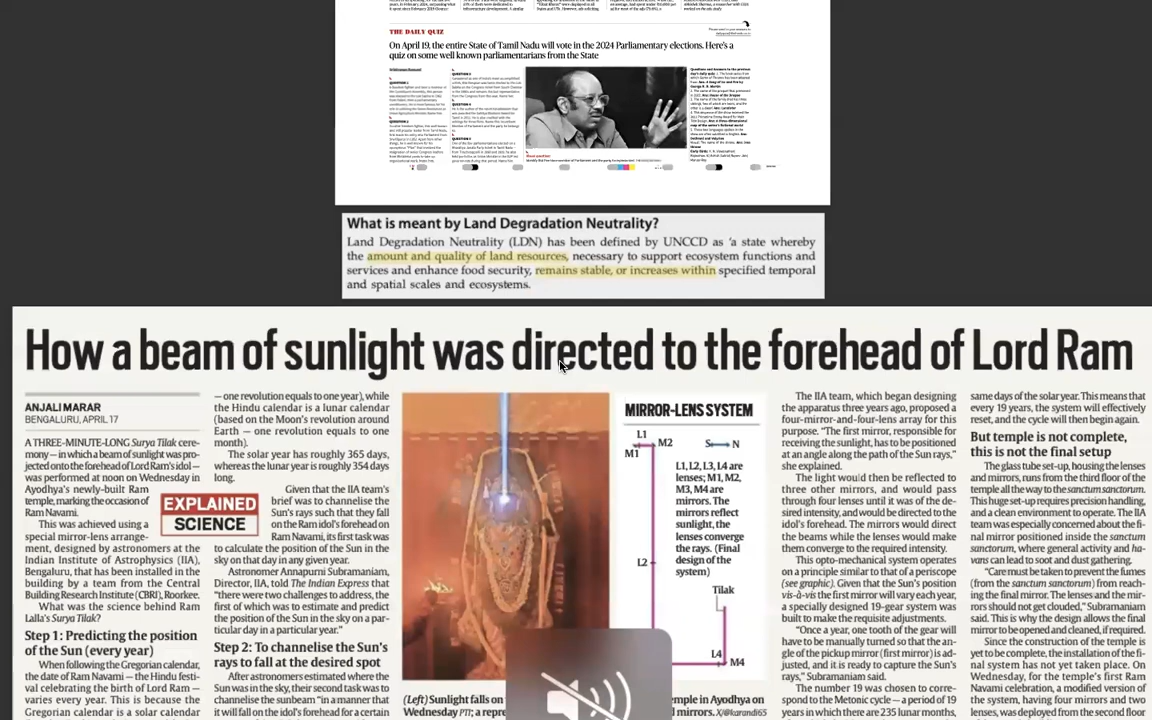 THE DAILY QUIZ
On April 19, the entire State of Tamil Nadu will vote in the 2024 Parliamentary elections. Here's a
quiz on some well known parliamentarians from the State
What is meant by Land Degradation Neutrality?
Land Degradation Neutrality (LDN) has been defined by UNCCD as 'a state whereby
the amount and quality of land resources, necessary to support ecosystem functions and
services and enhance food security, remains stable, or increases within specified temporal
and spatial scales and ecosystems.
How a beam of sunlight was directed to the forehead of Lord Ram
ANJALI MARAR
BENGALURU, APRIL 17
A THREE-MINUTE-LONG Surya Tilak cere-
mony — in which a beam of sunlight was pro-
jected onto the forehead of Lord Ram's idol —
was performed at noon on Wednesday in
Ayodhya's newly-built Ram
temple, marking the occasion of
Ram Navami.
This was achieved using a
special mirror-lens arrange-
ment, designed by astronomers at the
Indian Institute of Astrophysics (IIA),
Bengaluru, that has been installed in the
building by a team from the Central
Building Research Institute (CBRI), Roorkee.
What was the science behind Ram
Lalla's Surya Tilak?
Step 1: Predicting the position
of the Sun (every year)
When following the Gregorian calendar,
the date of Ram Navami — the Hindu festi-
val celebrating the birth of Lord Ram —
varies every year. This is because the
Gregorian calendar is a solar calendar
EXPLAINED
SCIENCE
— one revolution equals to one year), while
the Hindu calendar is a lunar calendar
(based on the Moon's revolution around
Earth — one revolution equals to one
month).
The solar year has roughly 365 days,
whereas the lunar year is roughly 354 days
long.
Given that the IIA team's
brief was to channelise the
Sun's rays such that they fall
on the Ram idol's forehead on
Ram Navami, its first task was
to calculate the position of the Sun in the
sky on that day in any given year.
Astronomer Annapurni Subramaniam,
Director, IIA, told The Indian Express that
"there were two challenges to address, the
first of which was to estimate and predict
the position of the Sun in the sky on a par-
ticular day in a particular year."
Step 2: To channelise the Sun's
rays to fall at the desired spot
After astronomers estimated where the
Sun was in the sky, their second task was to
channelise the sunbeam "in a manner that
it will fall on the idol's forehead for a certain
MIRROR-LENS SYSTEM
L1
M2
M1
S
N
L1, L2, L3, L4 are
lenses; M1, M2,
M3, M4 are
mirrors. The
mirrors reflect
sunlight, the
lenses converge
the rays. (Final
design of the
system)
L2
Tilak
L4
M4
(Left) Sunlight falls on
emple in Ayodhya on
Wednesday PTI; a repre
mirrors. X/@karandi65
The IIA team, which began designing
the apparatus three years ago, proposed a
four-mirror-and-four-lens array for this
purpose. "The first mirror, responsible for
receiving the sunlight, has to be positioned
at an angle along the path of the Sun rays,"
she explained.
The light would then be reflected to
three other mirrors, and would pass
through four lenses until it was of the de-
sired intensity, and would be directed to the
idol's forehead. The mirrors would direct
the beams while the lenses would make
them converge to the required intensity.
This opto-mechanical system operates
on a principle similar to that of a periscope
(see graphic). Given that the Sun's position
vis-à-vis the first mirror will vary each year,
a specially designed 19-gear system was
built to make the requisite adjustments.
"Once a year, one tooth of the gear will
have to be manually turned so that the an-
gle of the pickup mirror (first mirror) is ad-
justed, and it is ready to capture the Sun's
rays," Subramaniam said.
The number 19 was chosen to corre-
spond to the Metonic cycle — a period of 19
years in which there are 235 lunar months,
same days of the solar year. This means that
every 19 years, the system will effectively
reset, and the cycle will then begin again.
But temple is not complete,
this is not the final setup
The glass tube set-up, housing the lenses
and mirrors, runs from the third floor of the
temple all the way to the sanctum sanctorum.
This huge set-up requires precision handling,
and a clean environment to operate. The IIA
team was especially concerned about the fi-
nal mirror positioned inside the sanctum
sanctorum, where general activity and ha-
vans can lead to soot and dust gathering.
"Care must be taken to prevent the fumes
(from the sanctum sanctorum) from reach-
ing the final mirror. The lenses and the mir-
rors should not get clouded," Subramaniam
said. This is why the design allows the final
mirror to be opened and cleaned, if required.
Since the construction of the temple is
yet to be complete, the installation of the fi-
nal system has not yet taken place. On
Wednesday, for the temple's first Ram
Navami celebration, a modified version of
the system, having four mirrors and two
lenses, was deployed from the second floor